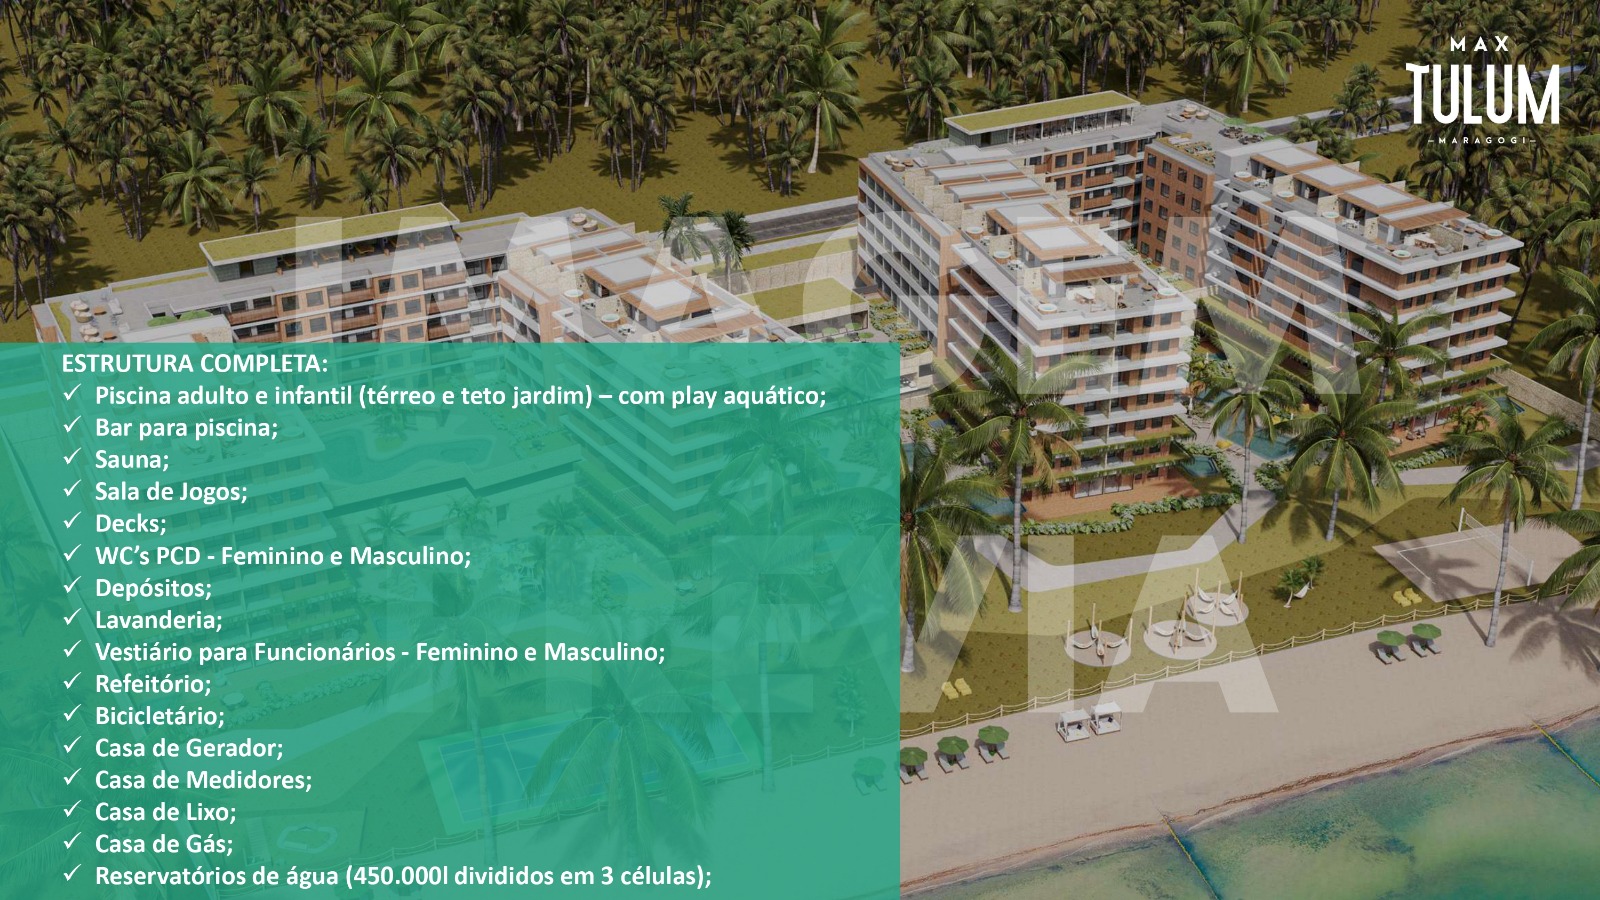 MAX
TULUM
MARAGOGI
IMAGEM
PRÉVIA
ESTRUTURA COMPLETA:
✓ Piscina adulto e infantil (térreo e teto jardim) – com play aquático;
✓ Bar para piscina;
✓ Sauna;
✓ Sala de Jogos;
✓ Decks;
✓ WC’s PCD - Feminino e Masculino;
✓ Depósitos;
✓ Lavanderia;
✓ Vestiário para Funcionários - Feminino e Masculino;
✓ Refeitório;
✓ Bicicletário;
✓ Casa de Gerador;
✓ Casa de Medidores;
✓ Casa de Lixo;
✓ Casa de Gás;
✓ Reservatórios de água (450.000l divididos em 3 células);